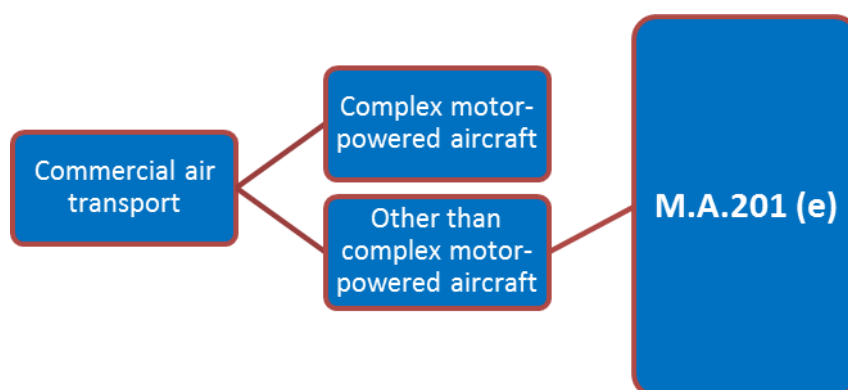 Commercial air
transport
Complex motor-
powered aircraft
Other than
complex motor-
powered aircraft
M.A.201 (e)